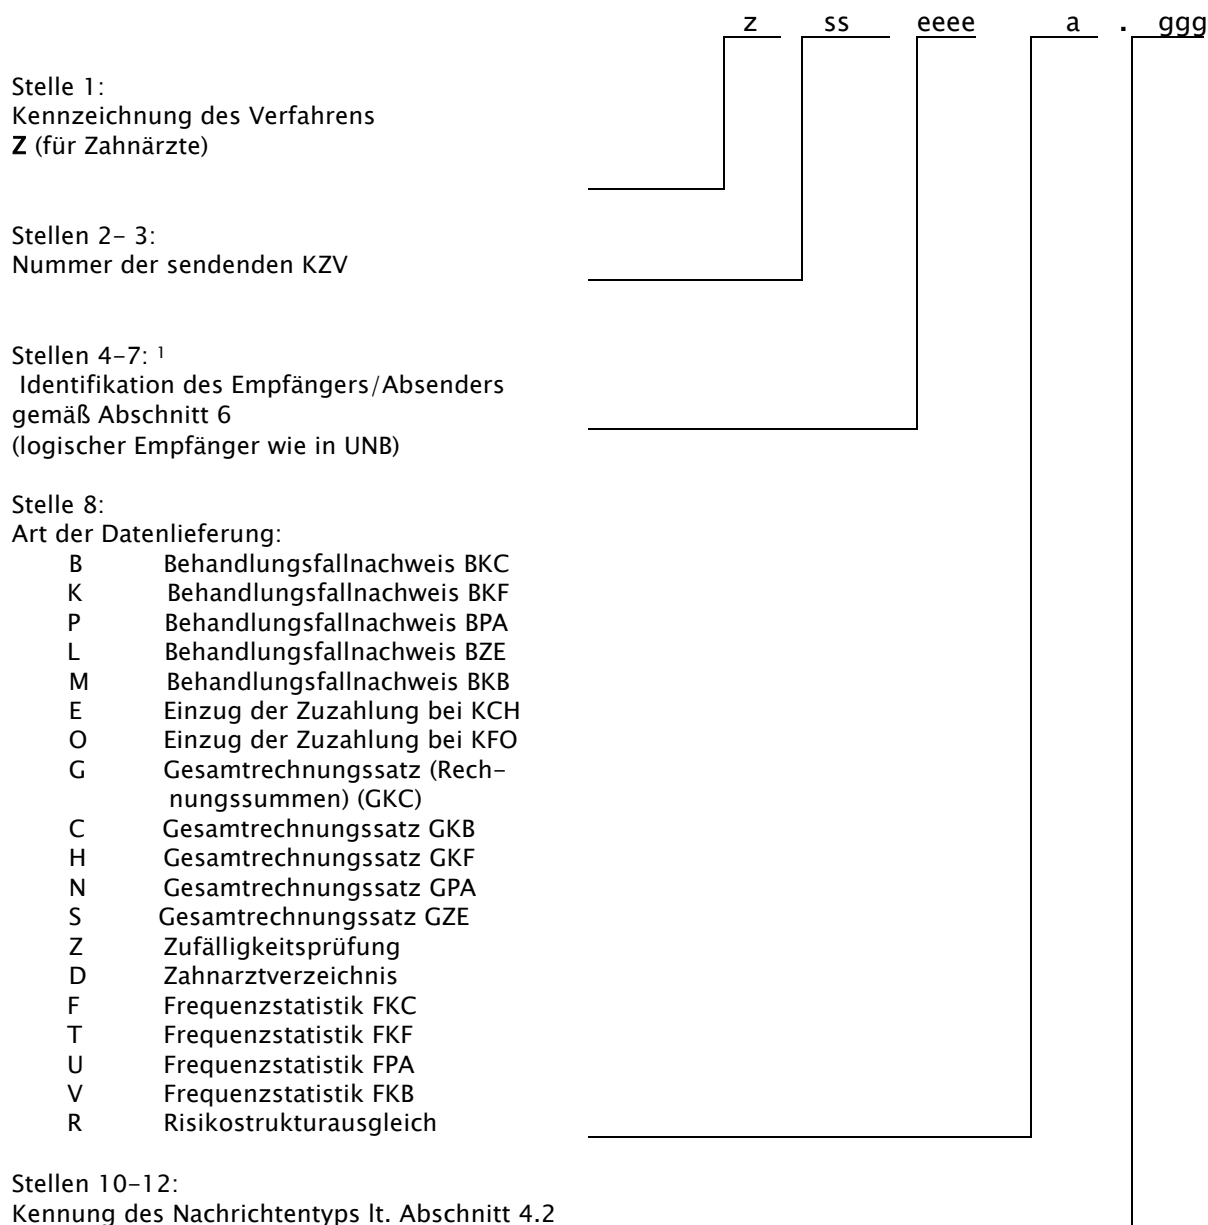 z ss eeee a . ggg
Stelle 1:
Kennzeichnung des Verfahrens
Z (für Zahnärzte)
Stellen 2- 3:
Nummer der sendenden KZV
Stellen 4-7: 1
Identifikation des Empfängers/Absenders
gemäß Abschnitt 6
(logischer Empfänger wie in UNB)
Stelle 8:
Art der Datenlieferung:
B Behandlungsfallnachweis BKC
K Behandlungsfallnachweis BKF
P Behandlungsfallnachweis BPA
L Behandlungsfallnachweis BZE
M Behandlungsfallnachweis BKB
E Einzug der Zuzahlung bei KCH
O Einzug der Zuzahlung bei KFO
G Gesamtrechnungssatz (Rech-
nungssummen) (GKC)
C Gesamtrechnungssatz GKB
H Gesamtrechnungssatz GKF
N Gesamtrechnungssatz GPA
S Gesamtrechnungssatz GZE
Z Zufälligkeitsprüfung
D Zahnarztverzeichnis
F Frequenzstatistik FKC
T Frequenzstatistik FKF
U Frequenzstatistik FPA
V Frequenzstatistik FKB
R Risikostrukturausgleich
Stellen 10-12:
Kennung des Nachrichtentyps lt. Abschnitt 4.2